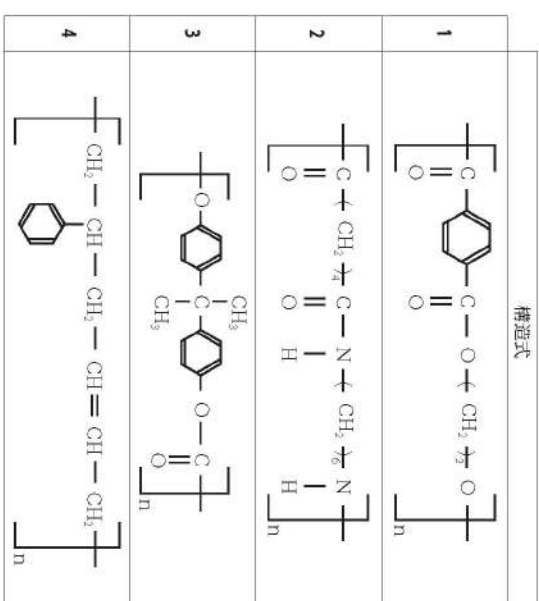 構造式
1
C — C — O — ( CH₂ )₂ — O
O O
n
2
C — ( CH₂ )₄ — C — N — ( CH₂ )₆ — N
O O H H
n
3
CH₃
O — C — O — C
CH₃ O
n
4
CH₂ — CH — CH₂ — CH = CH — CH₂
n